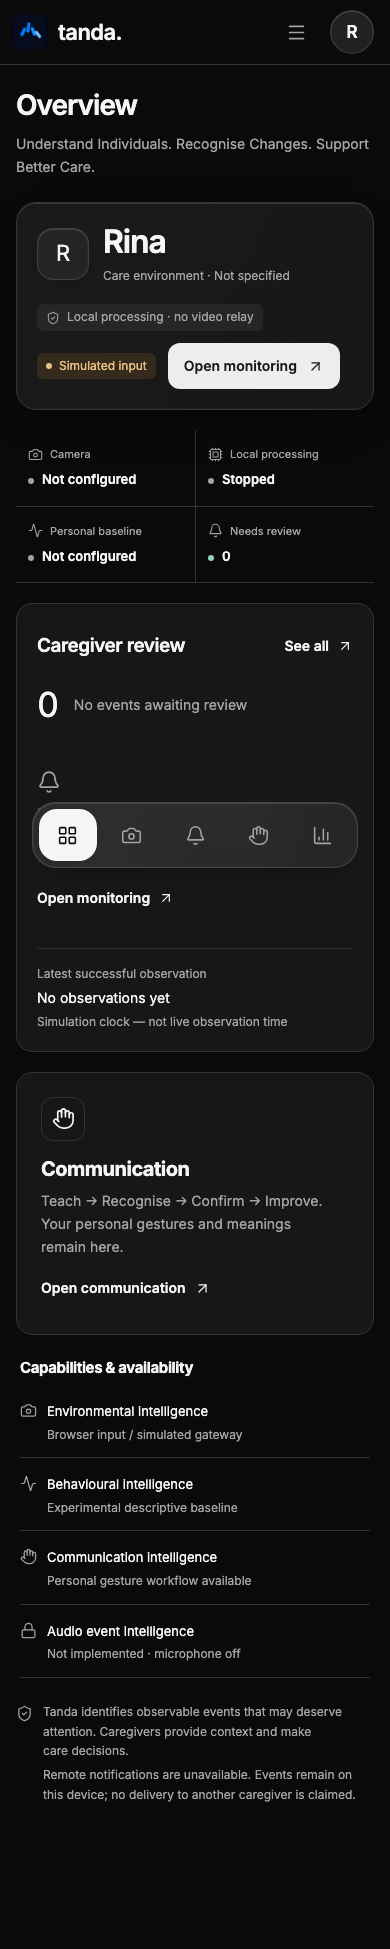 tanda.
R
Overview
Understand Individuals. Recognise Changes. Support
Better Care.
R
Rina
Care environment · Not specified
Local processing · no video relay
Simulated input
Open monitoring
Camera
Not configured
Local processing
Stopped
Personal baseline
Not configured
Needs review
0
Caregiver review
See all
0
No events awaiting review
Open monitoring
Latest successful observation
No observations yet
Simulation clock — not live observation time
Communication
Teach → Recognise → Confirm → Improve.
Your personal gestures and meanings
remain here.
Open communication
Capabilities & availability
Environmental intelligence
Browser input / simulated gateway
Behavioural intelligence
Experimental descriptive baseline
Communication intelligence
Personal gesture workflow available
Audio event intelligence
Not implemented · microphone off
Tanda identifies observable events that may deserve
attention. Caregivers provide context and make
care decisions.
Remote notifications are unavailable. Events remain on
this device; no delivery to another caregiver is claimed.